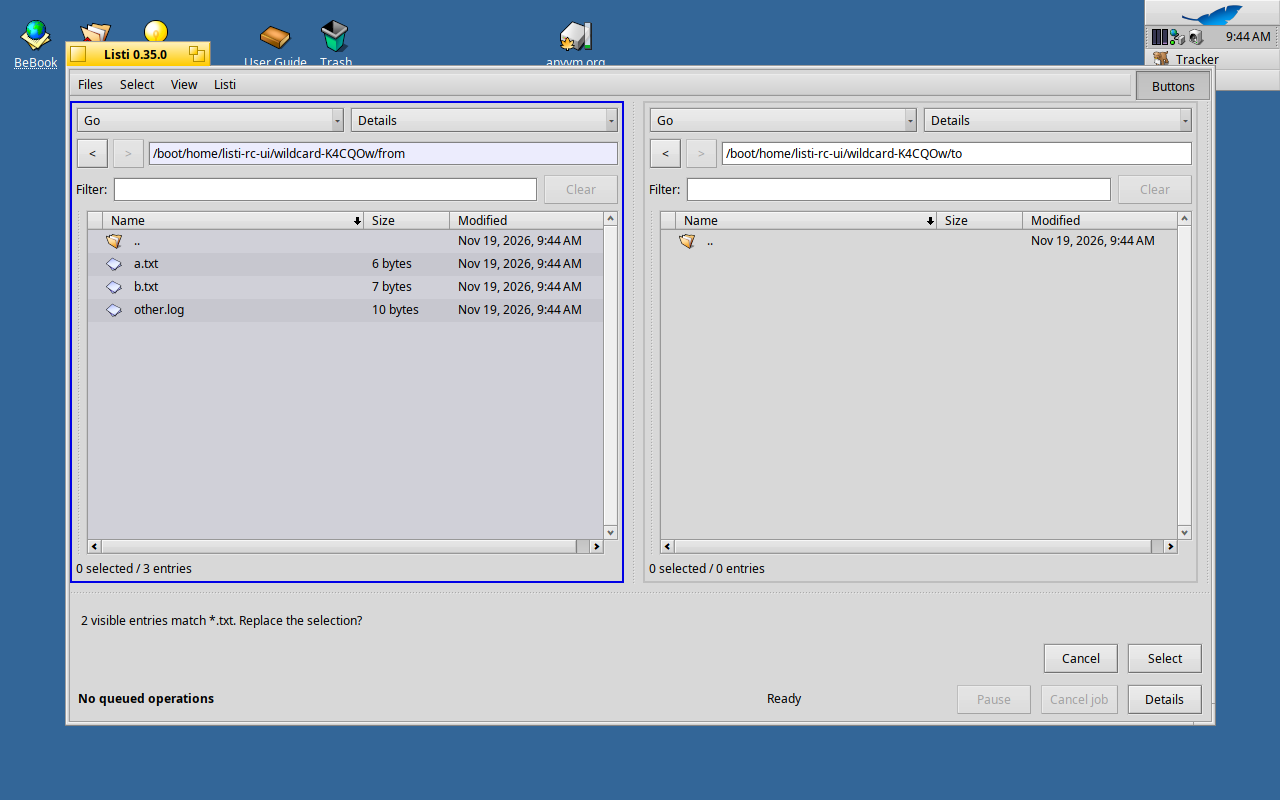 BeBook
User Guide
Trash
anyvm.org
9:44 AM
Tracker
Listi 0.35.0
Files Select View Listi
Buttons
Go Details
< > /boot/home/listi-rc-ui/wildcard-K4CQOw/from
Filter: Clear
Name Size Modified
.. Nov 19, 2026, 9:44 AM
a.txt 6 bytes Nov 19, 2026, 9:44 AM
b.txt 7 bytes Nov 19, 2026, 9:44 AM
other.log 10 bytes Nov 19, 2026, 9:44 AM
0 selected / 3 entries
Go Details
< > /boot/home/listi-rc-ui/wildcard-K4CQOw/to
Filter: Clear
Name Size Modified
.. Nov 19, 2026, 9:44 AM
0 selected / 0 entries
2 visible entries match *.txt. Replace the selection?
Cancel Select
No queued operations Ready Pause Cancel job Details